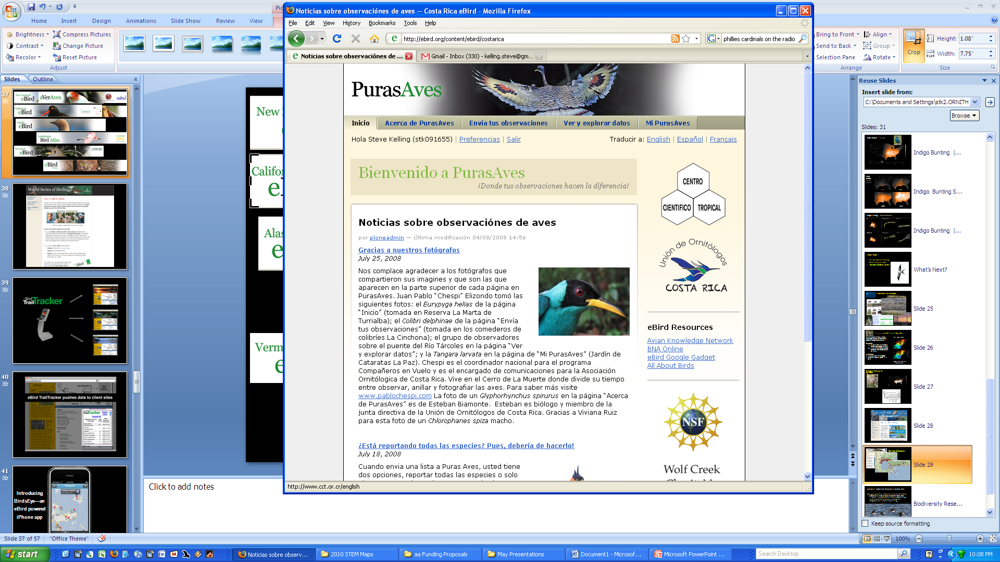 Noticias sobre observaciónes de aves — Costa Rica eBird - Mozilla Firefox
Home Insert Design Animations Slide Show Review View
File Edit View History Bookmarks Tools Help
Brightness Compress Pictures
Contrast Change Picture
Recolor Reset Picture
Adjust
http://ebird.org/content/ebird/costarica
phillies cardinals on the radio
Noticias sobre observaciónes de ...
Gmail - Inbox (330) - kelling.steve@gm...
Bring to Front Align
Send to Back Group
Selection Pane Rotate
Arrange
Crop
Height: 1.08"
Width: 7.75"
Size
Slides Outline
37
New Zealand eBird
aVerAves
nabci
California eBird
Alaska eBird
Louisiana Bird Atlas
Vermont eBird
eBird
38
World Series of Birding
39
eBird TrailTracker
40
eBird TrailTracker pushes data to client sites
41
Introducing
BirdsEye—an
eBird powered
iPhone app
New
Califor
e
Alas
e
Verm
e
PurasAves
Inicio
Acerca de PurasAves
Envía tus observaciones
Ver y explorar datos
Mi PurasAves
Hola Steve Kelling (stk091655) | Preferencias | Salir
Traducir a: English | Español | Français
Bienvenido a PurasAves
¡Donde tus observaciones hacen la diferencia!
Noticias sobre observaciónes de aves
por ploneadmin — Última modificación 04/08/2008 14:56
Gracias a nuestros fotógrafos
July 25, 2008
Nos complace agradecer a los fotógrafos que
compartieron sus imagines y que son las que
aparecen en la parte superior de cada página en
PurasAves. Juan Pablo “Chespi” Elizondo tomó las
siguientes fotos: el Eurypyga helias de la página
“Inicio” (tomada en Reserva La Marta de
Turrialba); el Colibri delphinae de la página “Envía
tus observaciones” (tomada en los comederos de
colibríes La Cinchona); el grupo de observadores
sobre el puente del Río Tárcoles en la página “Ver
y explorar datos”; y la Tangara larvata en la página de “Mi PurasAves” (Jardín de
Cataratas La Paz). Chespi es el coordinador nacional para el programa
Compañeros en Vuelo y es el encargado de comunicaciones para la Asociación
Ornitólogica de Costa Rica. Vive en el Cerro de La Muerte donde divide su tiempo
entre observar, anillar y fotografiar las aves. Para saber más visite
www.pablochespi.com La foto de un Glyphorhynchus spirurus en la página “Acerca
de PurasAves” es de Esteban Biamonte. Esteban es biólogo y miembro de la
junta directiva de la Unión de Ornitólogos de Costa Rica. Gracias a Viviana Ruiz
para esta foto de un Chlorophanes spiza macho.
¿Está reportando todas las especies? Pues, debería de hacerlo!
July 18, 2008
Cuando envia una lista a Puras Aves, usted tiene
dos opciones, reportar todas las especies o solo
CENTRO
CIENTIFICO TROPICAL
Unión de Ornitólogos
COSTA RICA
eBird Resources
Avian Knowledge Network
BNA Online
eBird Google Gadget
All About Birds
NSF
Wolf Creek
http://www.cct.or.cr/english
Click to add notes
Reuse Slides
Insert slide from:
C:\Documents and Settings\stk2.ORNITH
Browse
Slides: 31
Indigo Bunting |...
Indigo Bunting S...
Indigo Bunting |...
What's Next?
Slide 25
Slide 26
Slide 27
Slide 28
Slide 29
Biodiversity Rese...
Keep source formatting
Slide 37 of 57
"Office Theme"
100%
start
Noticias sobre observ...
2010 STEM Maps
aa Funding Proposals
May Presentations
Document1 - Microsof...
Microsoft PowerPoint ...
Search Desktop
10:08 PM